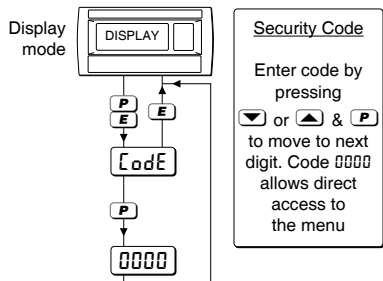 Display
mode
DISPLAY
P
E
E
CodE
P
0000
Security Code
Enter code by
pressing
▼ or ▲ & P
to move to next
digit. Code 0000
allows direct
access to
the menu